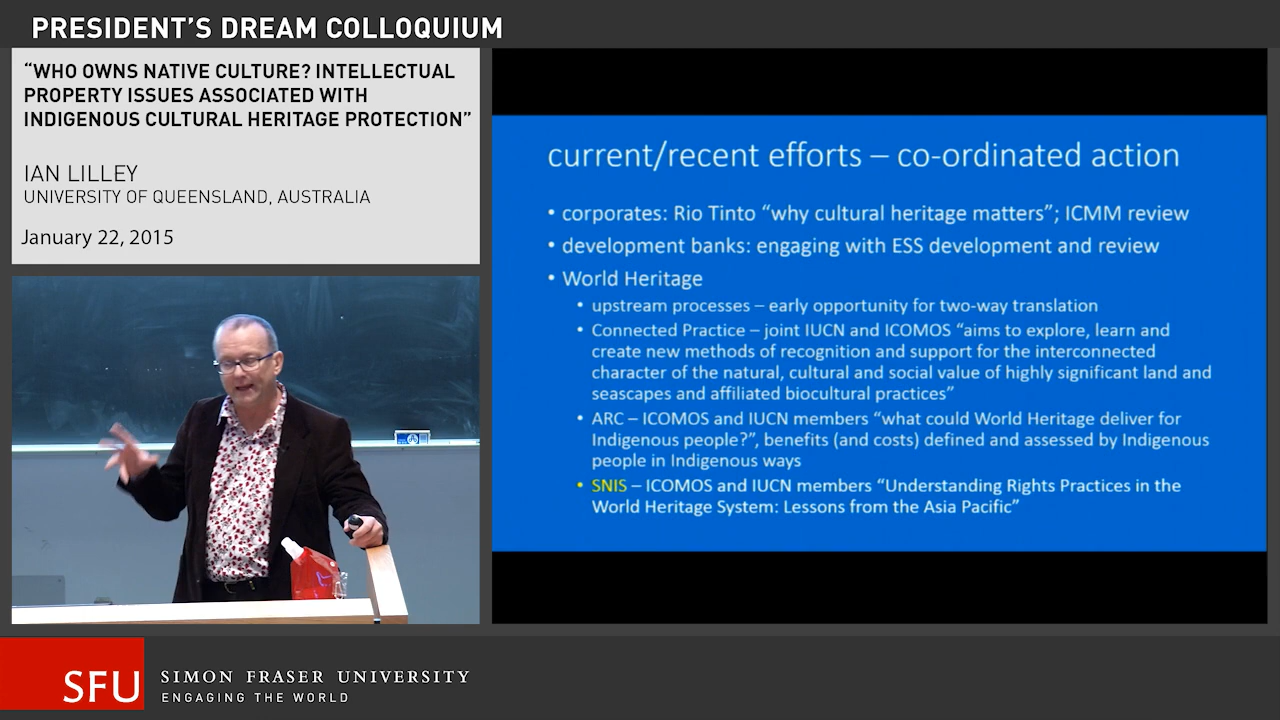 PRESIDENT'S DREAM COLLOQUIUM
“WHO OWNS NATIVE CULTURE? INTELLECTUAL
PROPERTY ISSUES ASSOCIATED WITH
INDIGENOUS CULTURAL HERITAGE PROTECTION”
IAN LILLEY
UNIVERSITY OF QUEENSLAND, AUSTRALIA
January 22, 2015
current/recent efforts – co-ordinated action
• corporates: Rio Tinto “why cultural heritage matters”; ICMM review
• development banks: engaging with ESS development and review
• World Heritage
• upstream processes – early opportunity for two-way translation
• Connected Practice – joint IUCN and ICOMOS “aims to explore, learn and
create new methods of recognition and support for the interconnected
character of the natural, cultural and social value of highly significant land and
seascapes and affiliated biocultural practices”
• ARC – ICOMOS and IUCN members “what could World Heritage deliver for
Indigenous people?”, benefits (and costs) defined and assessed by Indigenous
people in Indigenous ways
• SNIS – ICOMOS and IUCN members “Understanding Rights Practices in the
World Heritage System: Lessons from the Asia Pacific”
SFU
SIMON FRASER UNIVERSITY
ENGAGING THE WORLD